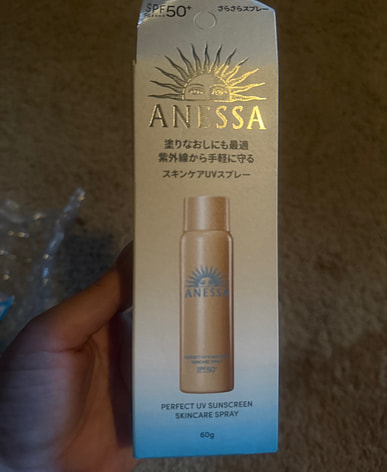 SPF50+
PA++++
さらさらスプレー
ANESSA
塗りなおしにも最適
紫外線から手軽に守る
スキンケアUVスプレー
ANESSA
PERFECT UV SUNSCREEN
SKINCARE SPRAY
60g